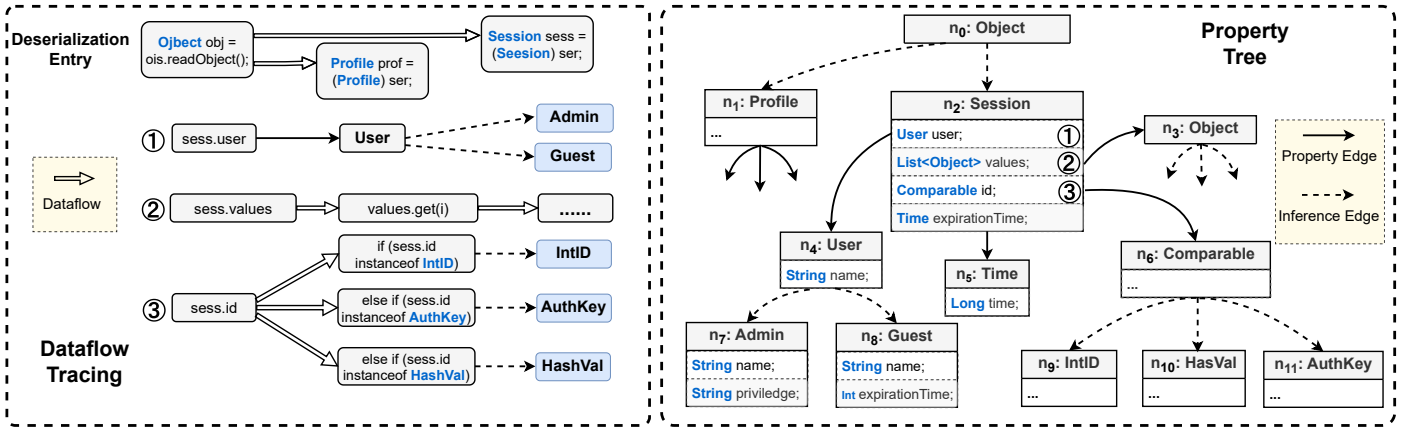 Deserialization
Entry
Ojbect obj =
ois.readObject();
Session sess =
(Seesion) ser;
Profile prof =
(Profile) ser;
①
sess.user
User
Admin
Guest
Dataflow
②
sess.values
values.get(i)
......
③
sess.id
if (sess.id
instanceof IntID)
IntID
else if (sess.id
instanceof AuthKey)
AuthKey
else if (sess.id
instanceof HashVal)
HashVal
Dataflow
Tracing
Property
Tree
n0: Object
n1: Profile
...
n2: Session
User user; ①
List<Object> values; ②
Comparable id; ③
Time expirationTime;
n3: Object
Property Edge
Inference Edge
n4: User
String name;
n5: Time
Long time;
n6: Comparable
...
n7: Admin
String name;
String priviledge;
n8: Guest
String name;
Int expirationTime;
n9: IntID
...
n10: HasVal
...
n11: AuthKey
...